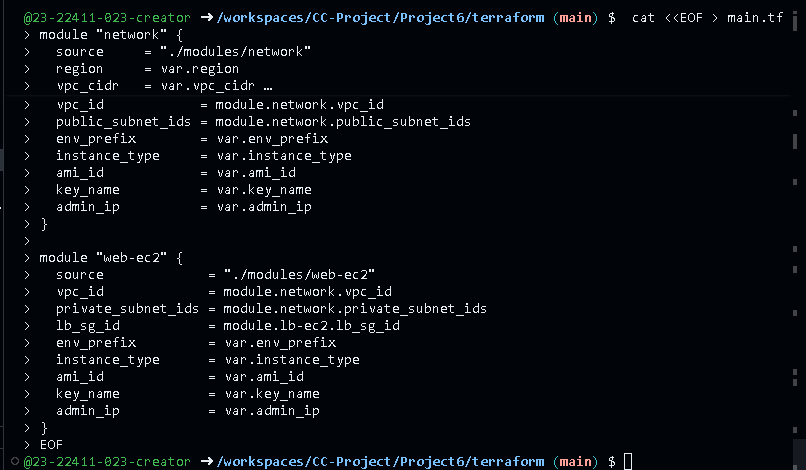 @23-22411-023-creator ➜/workspaces/CC-Project/Project6/terraform (main) $  cat <<EOF > main.tf
> module "network" {
>   source     = "./modules/network"
>   region     = var.region
>   vpc_cidr   = var.vpc_cidr …
>   vpc_id            = module.network.vpc_id
>   public_subnet_ids = module.network.public_subnet_ids
>   env_prefix        = var.env_prefix
>   instance_type     = var.instance_type
>   ami_id            = var.ami_id
>   key_name          = var.key_name
>   admin_ip          = var.admin_ip
> }
>
> module "web-ec2" {
>   source             = "./modules/web-ec2"
>   vpc_id             = module.network.vpc_id
>   private_subnet_ids = module.network.private_subnet_ids
>   lb_sg_id           = module.lb-ec2.lb_sg_id
>   env_prefix         = var.env_prefix
>   instance_type      = var.instance_type
>   ami_id             = var.ami_id
>   key_name           = var.key_name
>   admin_ip           = var.admin_ip
> }
> EOF
@23-22411-023-creator ➜/workspaces/CC-Project/Project6/terraform (main) $